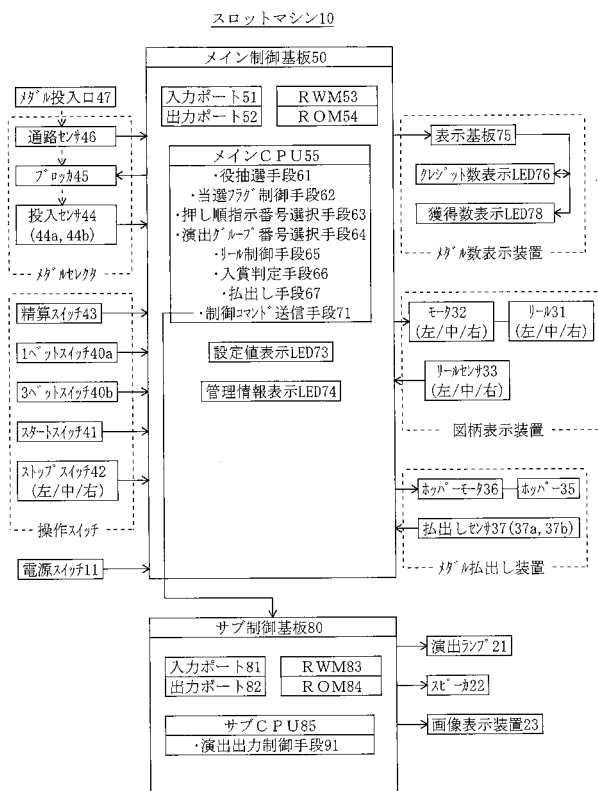 スロットマシン10
メイン制御基板50
入力ポート51
RWM53
出力ポート52
ROM54
メインCPU55
・役抽選手段61
・当選フラグ制御手段62
・押し順指示番号選択手段63
・演出グループ番号選択手段64
・リール制御手段65
・入賞判定手段66
・払出し手段67
・制御コマンド送信手段71
設定値表示LED73
管理情報表示LED74
メダル投入口47
通路センサ46
ブロッカ45
投入センサ44
(44a, 44b)
メダルセレクタ
精算スイッチ43
1ベットスイッチ40a
3ベットスイッチ40b
スタートスイッチ41
ストップスイッチ42
(左/中/右)
操作スイッチ
電源スイッチ11
表示基板75
クレジット数表示LED76
獲得数表示LED78
メダル数表示装置
モータ32
(左/中/右)
リール31
(左/中/右)
リールセンサ33
(左/中/右)
図柄表示装置
ホッパーモータ36
ホッパー35
払出しセンサ37(37a, 37b)
メダル払出し装置
サブ制御基板80
入力ポート81
RWM83
出力ポート82
ROM84
サブCPU85
・演出出力制御手段91
演出ランプ21
スピーカ22
画像表示装置23